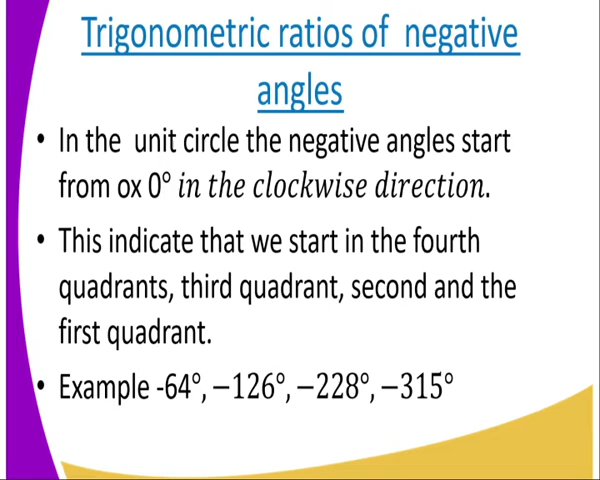 Trigonometric ratios of negative
angles
• In the unit circle the negative angles start
from ox 0° in the clockwise direction.
• This indicate that we start in the fourth
quadrants, third quadrant, second and the
first quadrant.
• Example -64°, −126°, −228°, −315°